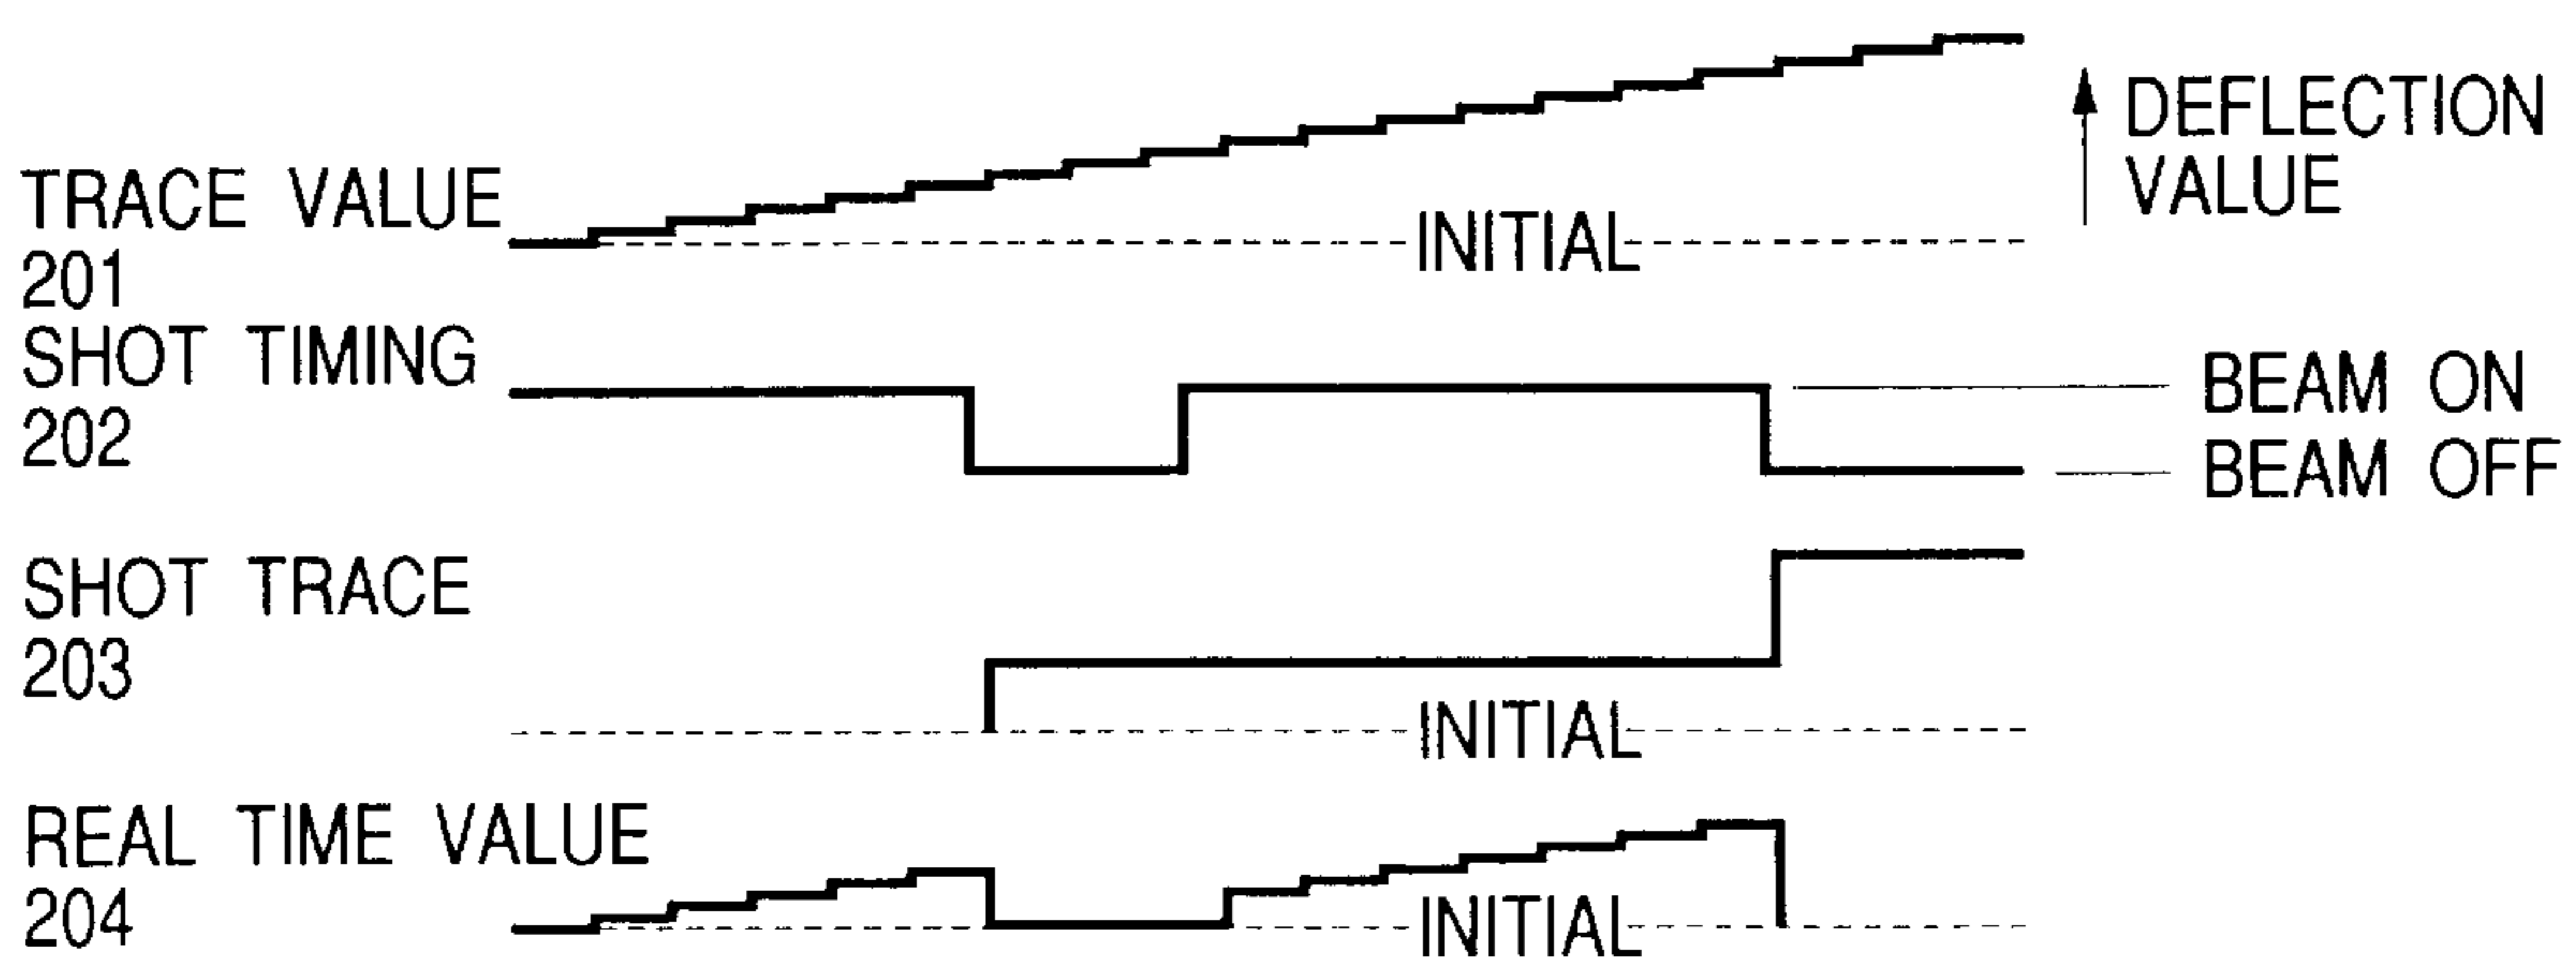 DEFLECTION
VALUE
TRACE VALUE
201
INITIAL
SHOT TIMING
202
BEAM ON
BEAM OFF
SHOT TRACE
203
INITIAL
REAL TIME VALUE
204
INITIAL